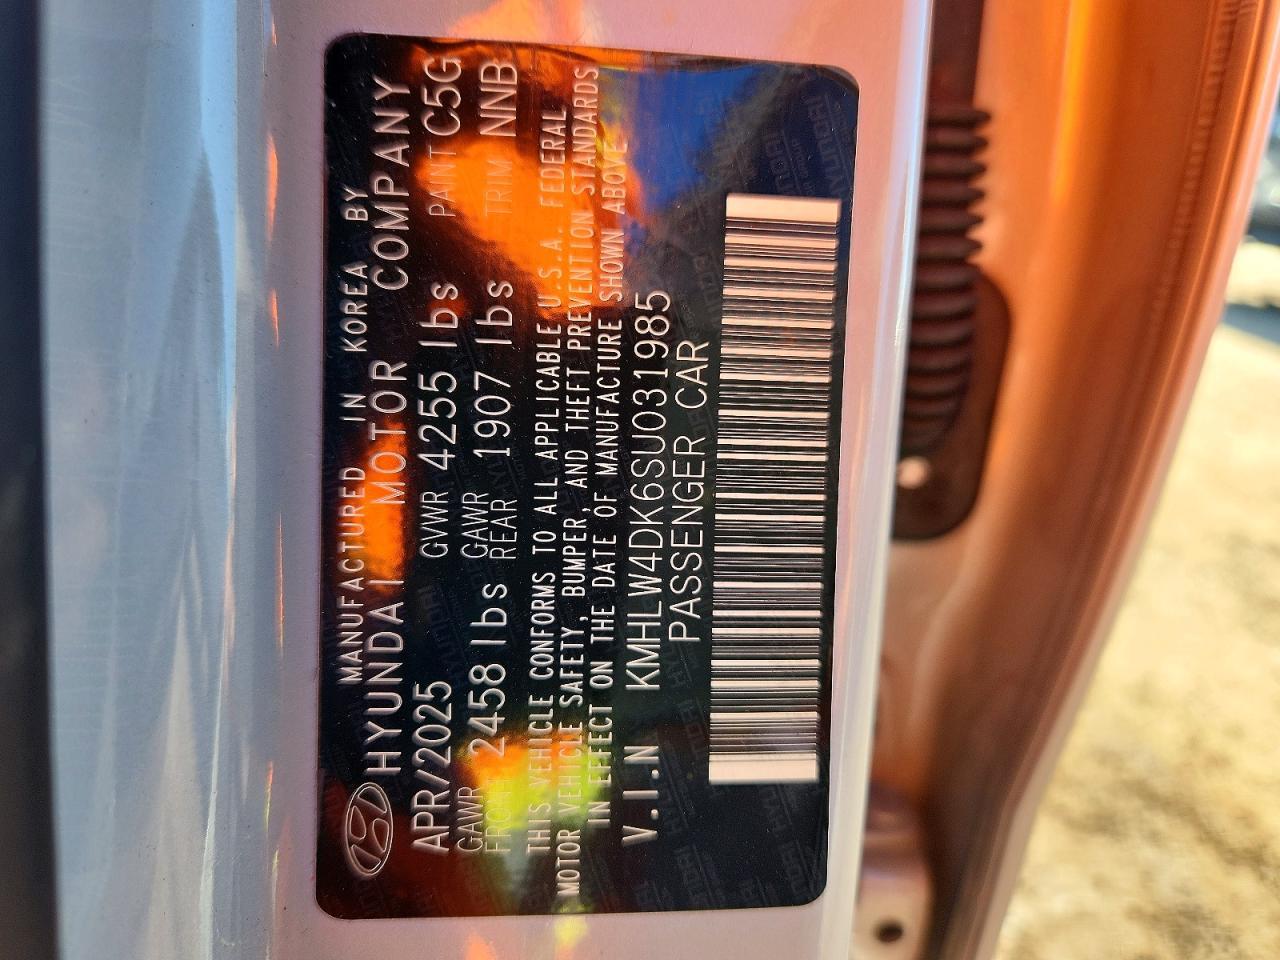 MANUFACTURED IN KOREA BY
HYUNDAI MOTOR COMPANY
APR/2025 GVWR 4255 lbs PAINT C5G
GAWR FRONT 2458 lbs GAWR REAR 1907 lbs TRIM NNB
THIS VEHICLE CONFORMS TO ALL APPLICABLE U.S.A. FEDERAL
MOTOR VEHICLE SAFETY, BUMPER, AND THEFT PREVENTION STANDARDS
IN EFFECT ON THE DATE OF MANUFACTURE SHOWN ABOVE
V.I.N KMHLW4DK6SU031985
PASSENGER CAR